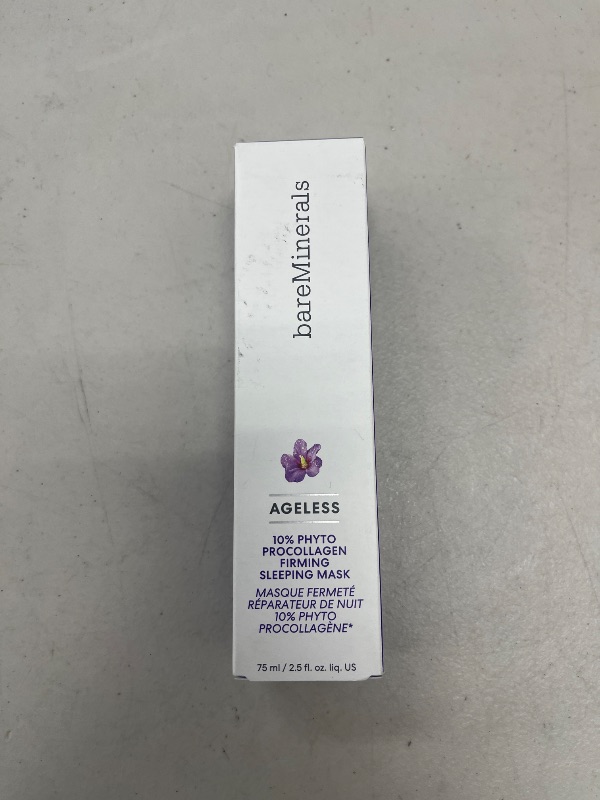 bareMinerals
AGELESS
10% PHYTO
PROCOLLAGEN
FIRMING
SLEEPING MASK
MASQUE FERMETÉ
RÉPARATEUR DE NUIT
10% PHYTO
PROCOLLAGÈNE*
75 ml / 2.5 fl. oz. liq. US